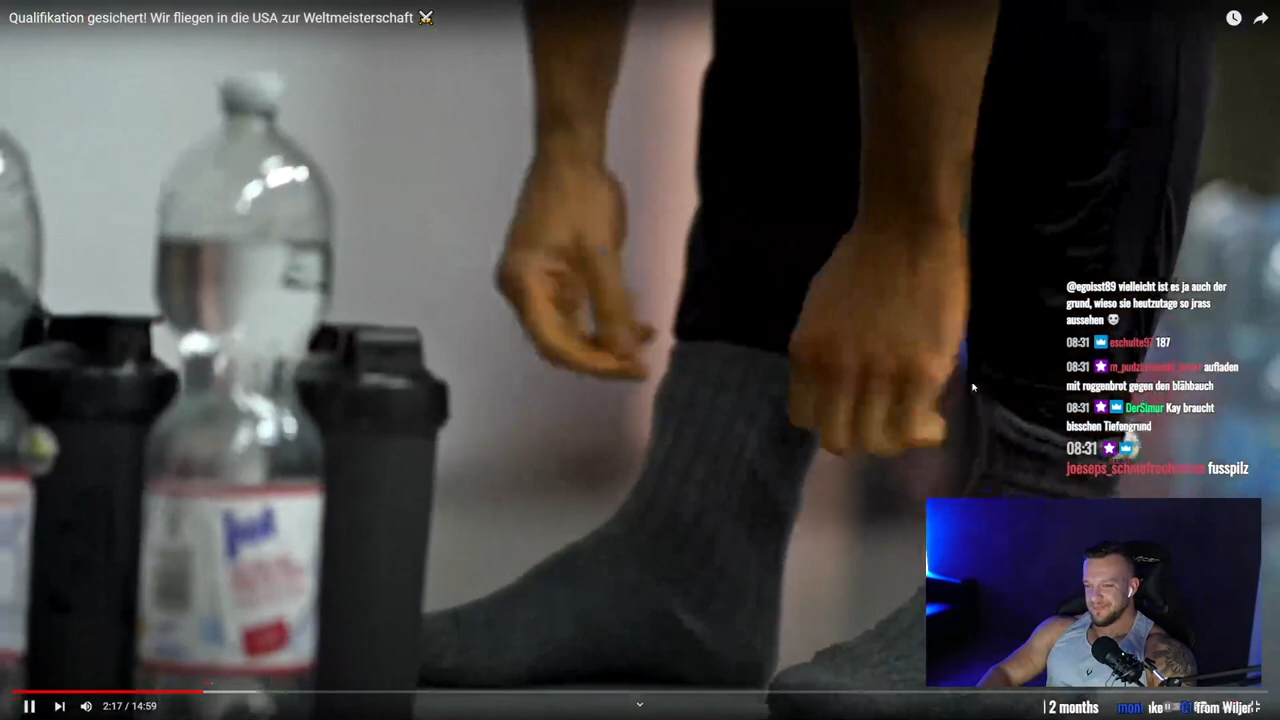 Qualifikation gesichert! Wir fliegen in die USA zur Weltmeisterschaft ⚔️
@egoisst89 vielleicht ist es ja auch der
grund, wieso sie heutzutage so jrass
aussehen 💀
08:31 eschulte97 187
08:31 aufladen
mit roggenbrot gegen den blähbauch
08:31 DerSimur Kay braucht
bisschen Tiefengrund
08:31
fusspilz
2:17 / 14:59
2 months from Wiljer